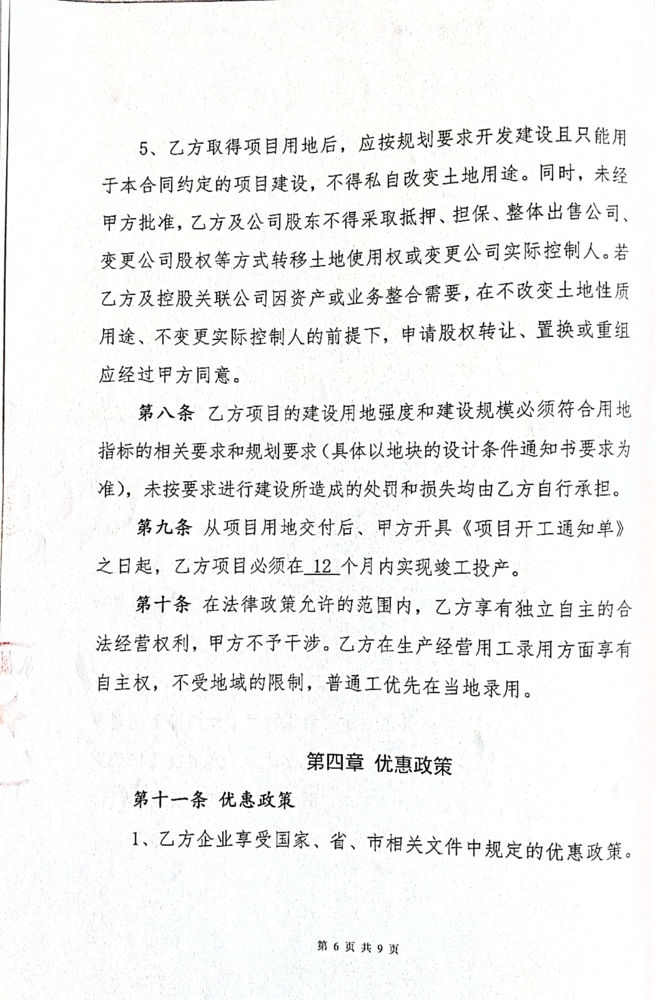 5、乙方取得项目用地后，应按规划要求开发建设且只能用
于本合同约定的项目建设，不得私自改变土地用途。同时，未经
甲方批准，乙方及公司股东不得采取抵押、担保、整体出售公司、
变更公司股权等方式转移土地使用权或变更公司实际控制人。若
乙方及控股关联公司因资产或业务整合需要，在不改变土地性质
用途、不变更实际控制人的前提下，申请股权转让、置换或重组
应经过甲方同意。
第八条 乙方项目的建设用地强度和建设规模必须符合用地
指标的相关要求和规划要求（具体以地块的设计条件通知书要求为
准），未按要求进行建设所造成的处罚和损失均由乙方自行承担。
第九条 从项目用地交付后、甲方开具《项目开工通知单》
之日起，乙方项目必须在 12 个月内实现竣工投产。
第十条 在法律政策允许的范围内，乙方享有独立自主的合
法经营权利，甲方不予干涉。乙方在生产经营用工录用方面享有
自主权，不受地域的限制，普通工优先在当地录用。
第四章 优惠政策
第十一条 优惠政策
1、乙方企业享受国家、省、市相关文件中规定的优惠政策。
第 6 页 共 9 页